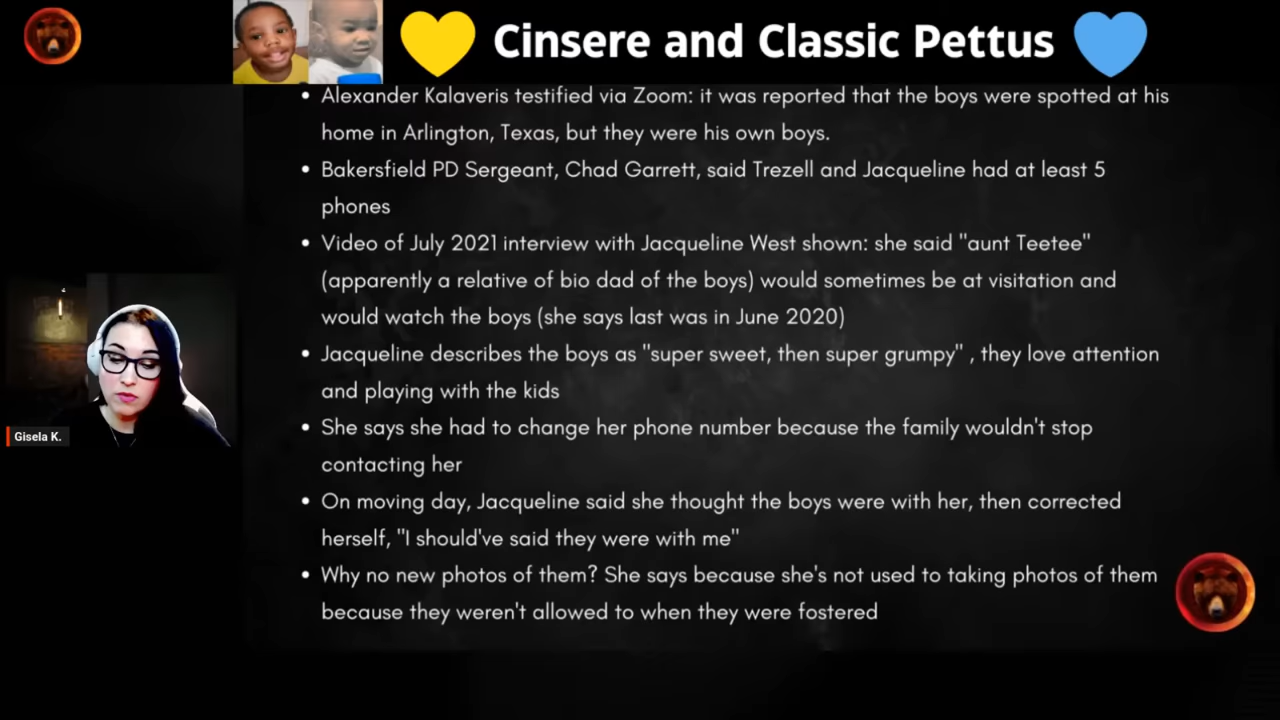 Cinsere and Classic Pettus
• Alexander Kalaveris testified via Zoom: it was reported that the boys were spotted at his
home in Arlington, Texas, but they were his own boys.
• Bakersfield PD Sergeant, Chad Garrett, said Trezell and Jacqueline had at least 5
phones
• Video of July 2021 interview with Jacqueline West shown: she said "aunt Teetee"
(apparently a relative of bio dad of the boys) would sometimes be at visitation and
would watch the boys (she says last was in June 2020)
• Jacqueline describes the boys as "super sweet, then super grumpy" , they love attention
and playing with the kids
• She says she had to change her phone number because the family wouldn't stop
contacting her
• On moving day, Jacqueline said she thought the boys were with her, then corrected
herself, "I should've said they were with me"
• Why no new photos of them? She says because she's not used to taking photos of them
because they weren't allowed to when they were fostered
Gisela K.